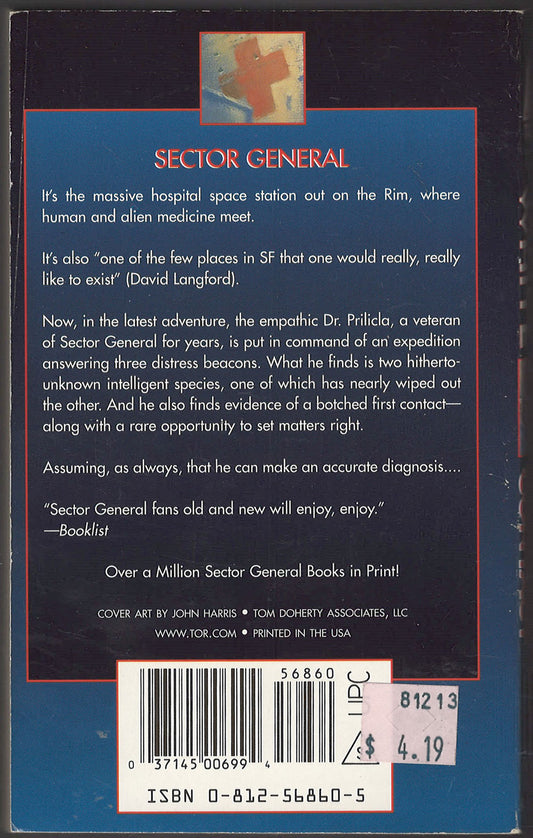 SECTOR GENERAL
It's the massive hospital space station out on the Rim, where
human and alien medicine meet.
It's also "one of the few places in SF that one would really, really
like to exist" (David Langford).
Now, in the latest adventure, the empathic Dr. Prilicla, a veteran
of Sector General for years, is put in command of an expedition
answering three distress beacons. What he finds is two hitherto-
unknown intelligent species, one of which has nearly wiped out
the other. And he also finds evidence of a botched first contact—
along with a rare opportunity to set matters right.
Assuming, as always, that he can make an accurate diagnosis....
"Sector General fans old and new will enjoy, enjoy."
—Booklist
Over a Million Sector General Books in Print!
COVER ART BY JOHN HARRIS • TOM DOHERTY ASSOCIATES, LLC
WWW.TOR.COM • PRINTED IN THE USA
56860
UPC
81213
$ 4.19
S
0 37145 00699 4
ISBN 0-812-56860-5